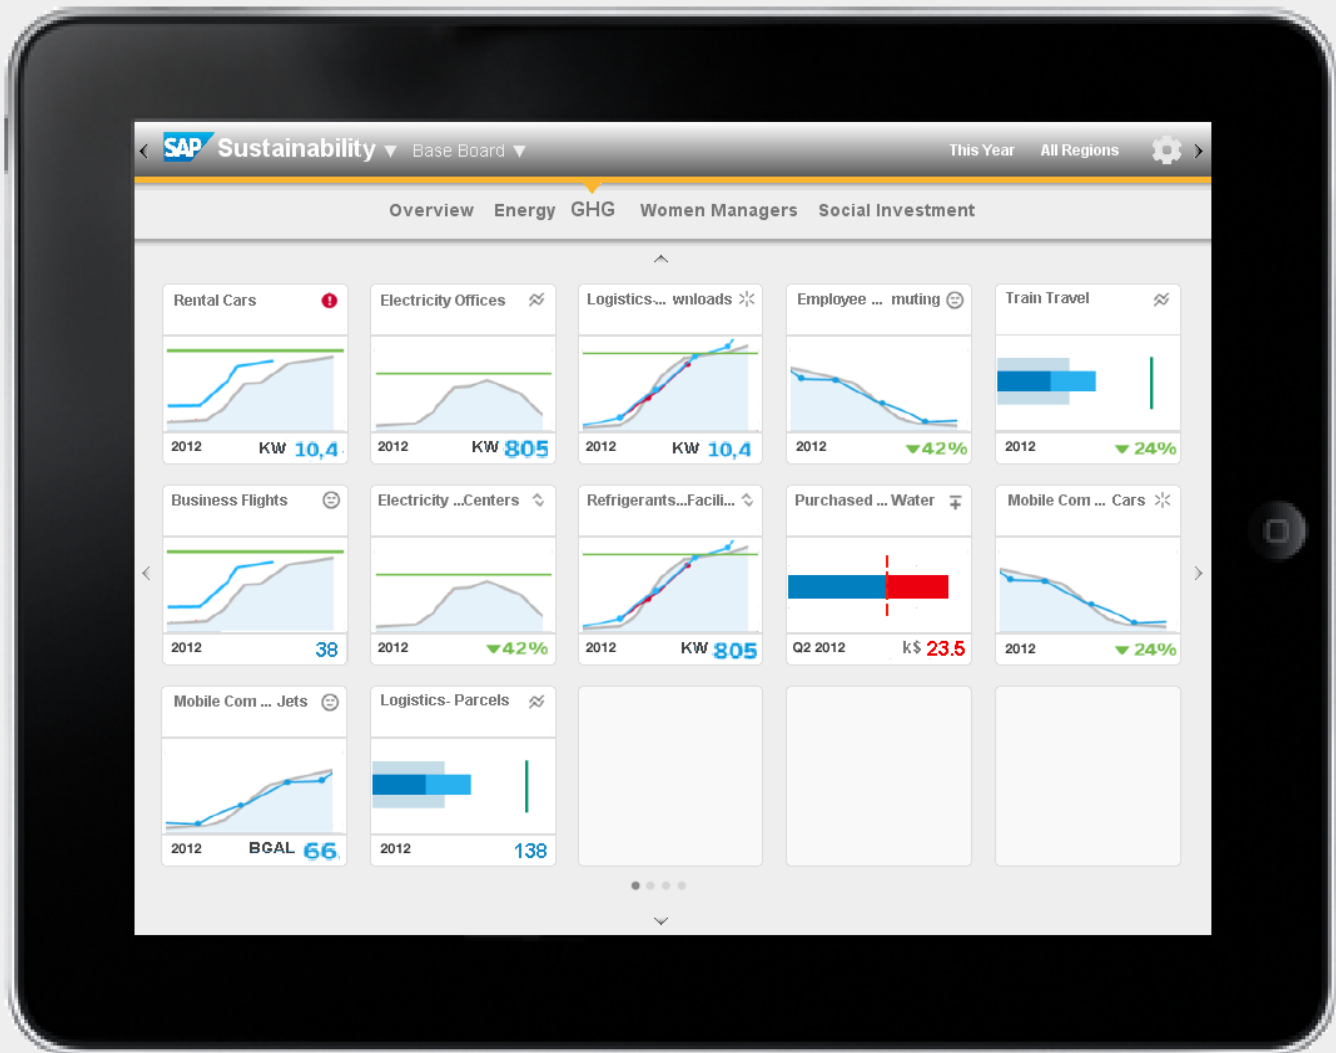 SAP Sustainability Base Board This Year All Regions
Overview Energy GHG Women Managers Social Investment
Rental Cars
2012 KW 10,4
Electricity Offices
2012 KW 805
Logistics-... wnloads
2012 KW 10,4
Employee ... muting
2012 42%
Train Travel
2012 24%
Business Flights
2012 38
Electricity ...Centers
2012 42%
Refrigerants...Facili...
2012 KW 805
Purchased ... Water
Q2 2012 k$ 23.5
Mobile Com ... Cars
2012 24%
Mobile Com ... Jets
2012 BGAL 66
Logistics- Parcels
2012 138